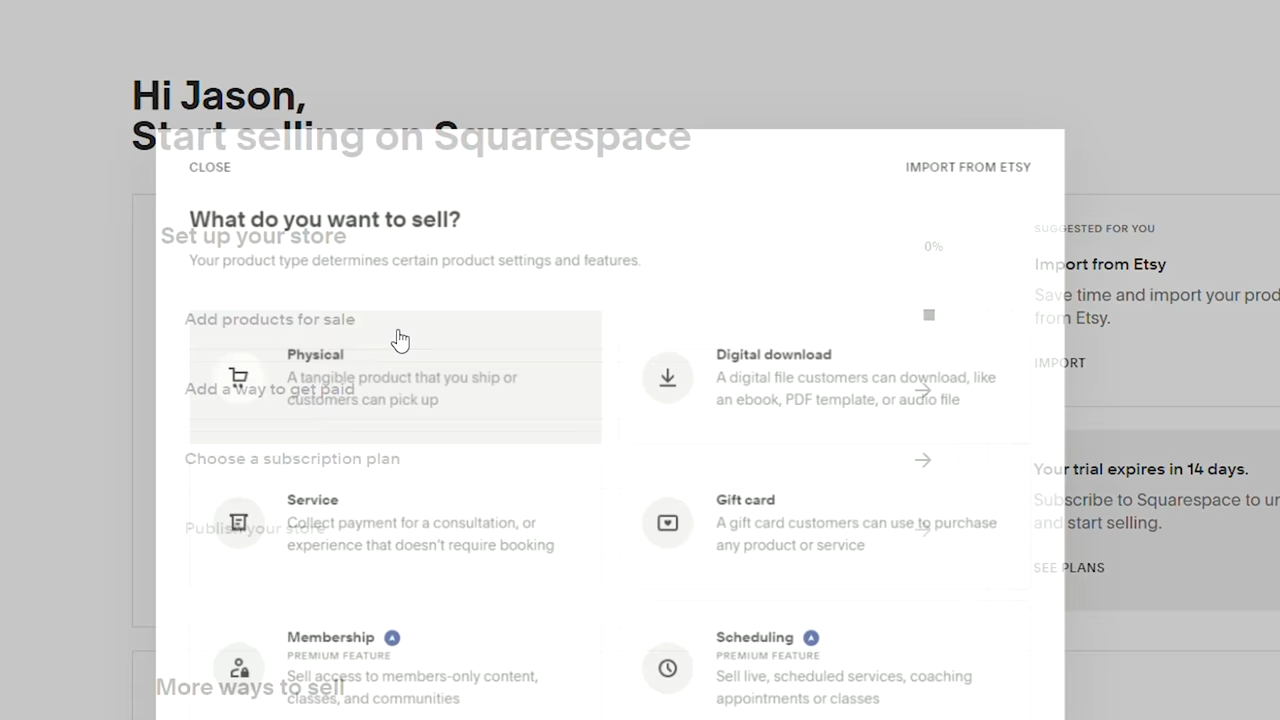 Hi Jason,
Start selling on Squarespace
CLOSE
IMPORT FROM ETSY
What do you want to sell?
Set up your store
0%
Your product type determines certain product settings and features.
Add products for sale
Physical
A tangible product that you ship or
customers can pick up
Add a way to get paid
Digital download
A digital file customers can download, like
an ebook, PDF template, or audio file
Choose a subscription plan
Service
Collect payment for a consultation, or
experience that doesn't require booking
Publish your store
Gift card
A gift card customers can use to purchase
any product or service
Membership
PREMIUM FEATURE
Sell access to members-only content,
classes, and communities
Scheduling
PREMIUM FEATURE
Sell live, scheduled services, coaching
appointments or classes
More ways to sell
SUGGESTED FOR YOU
Import from Etsy
Save time and import your prod
from Etsy.
IMPORT
Your trial expires in 14 days.
Subscribe to Squarespace to un
and start selling.
SEE PLANS